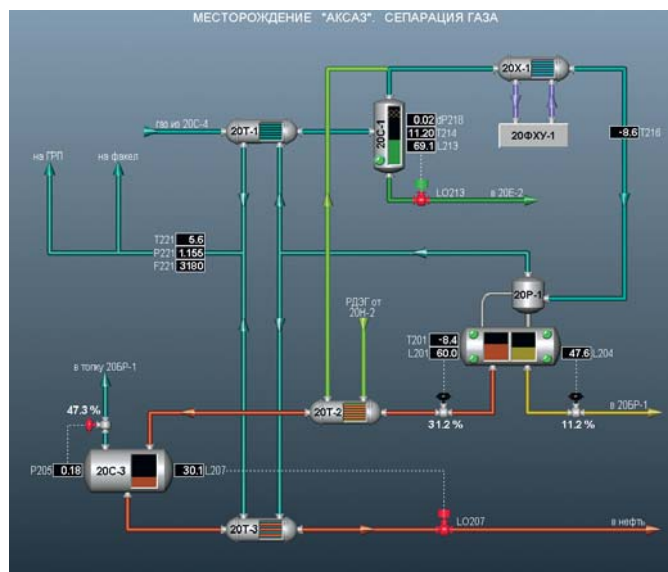 МЕСТОРОЖДЕНИЕ "АКСАЗ". СЕПАРАЦИЯ ГАЗА
20Х-1
газ из 20С-4
20Т-1
20С-1
0.02 dP218
11.20 T214
69.1 L213
20ФХУ-1
-8.6 T216
на ГРП
на факел
LO213
в 20Е-2
T221 5.6
P221 1.155
F221 3180
20Р-1
РДЭГ от
20Н-2
T201 -8.4
L201 60.0
47.6 L204
в топку 20БР-1
47.3 %
20Т-2
31.2 %
11.2 %
в 20БР-1
P205 0.18
20С-3
30.1 L207
20Т-3
LO207
в нефть